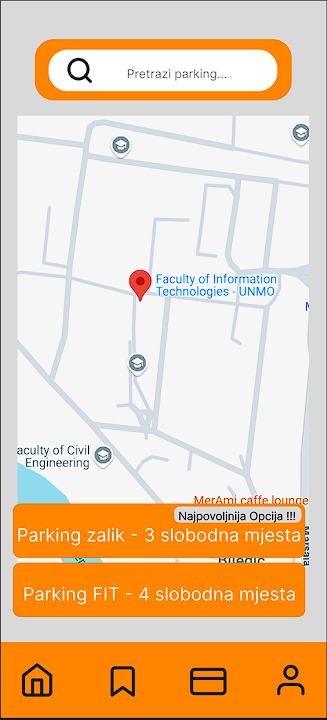 Pretrazi parking...
Faculty of Information
Technologies - UNMO
aculty of Civil
Engineering
MerAmi caffe lounge
Najpovoljnija Opcija !!!
Parking zalik - 3 slobodna mjesta
Parking FIT - 4 slobodna mjesta